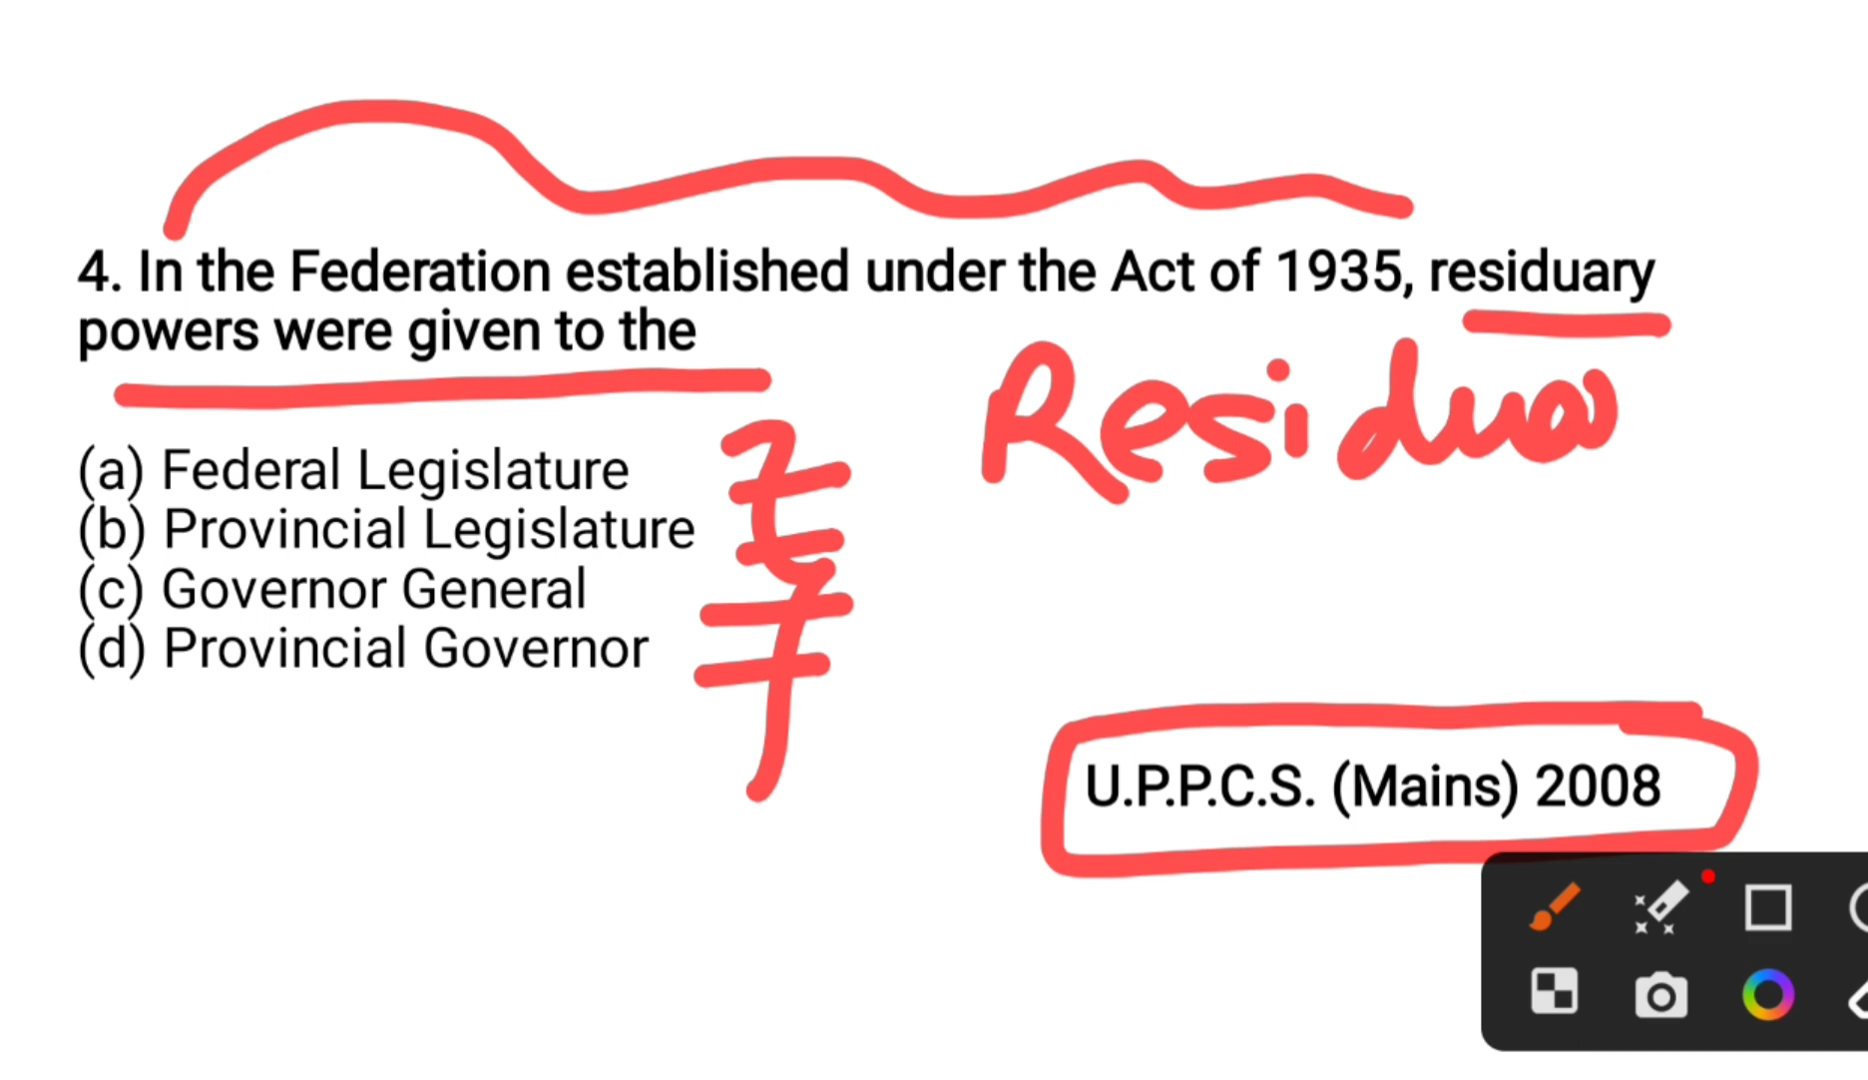 4. In the Federation established under the Act of 1935, residuary
powers were given to the
Residua
(a) Federal Legislature
(b) Provincial Legislature
(c) Governor General
(d) Provincial Governor
U.P.P.C.S. (Mains) 2008